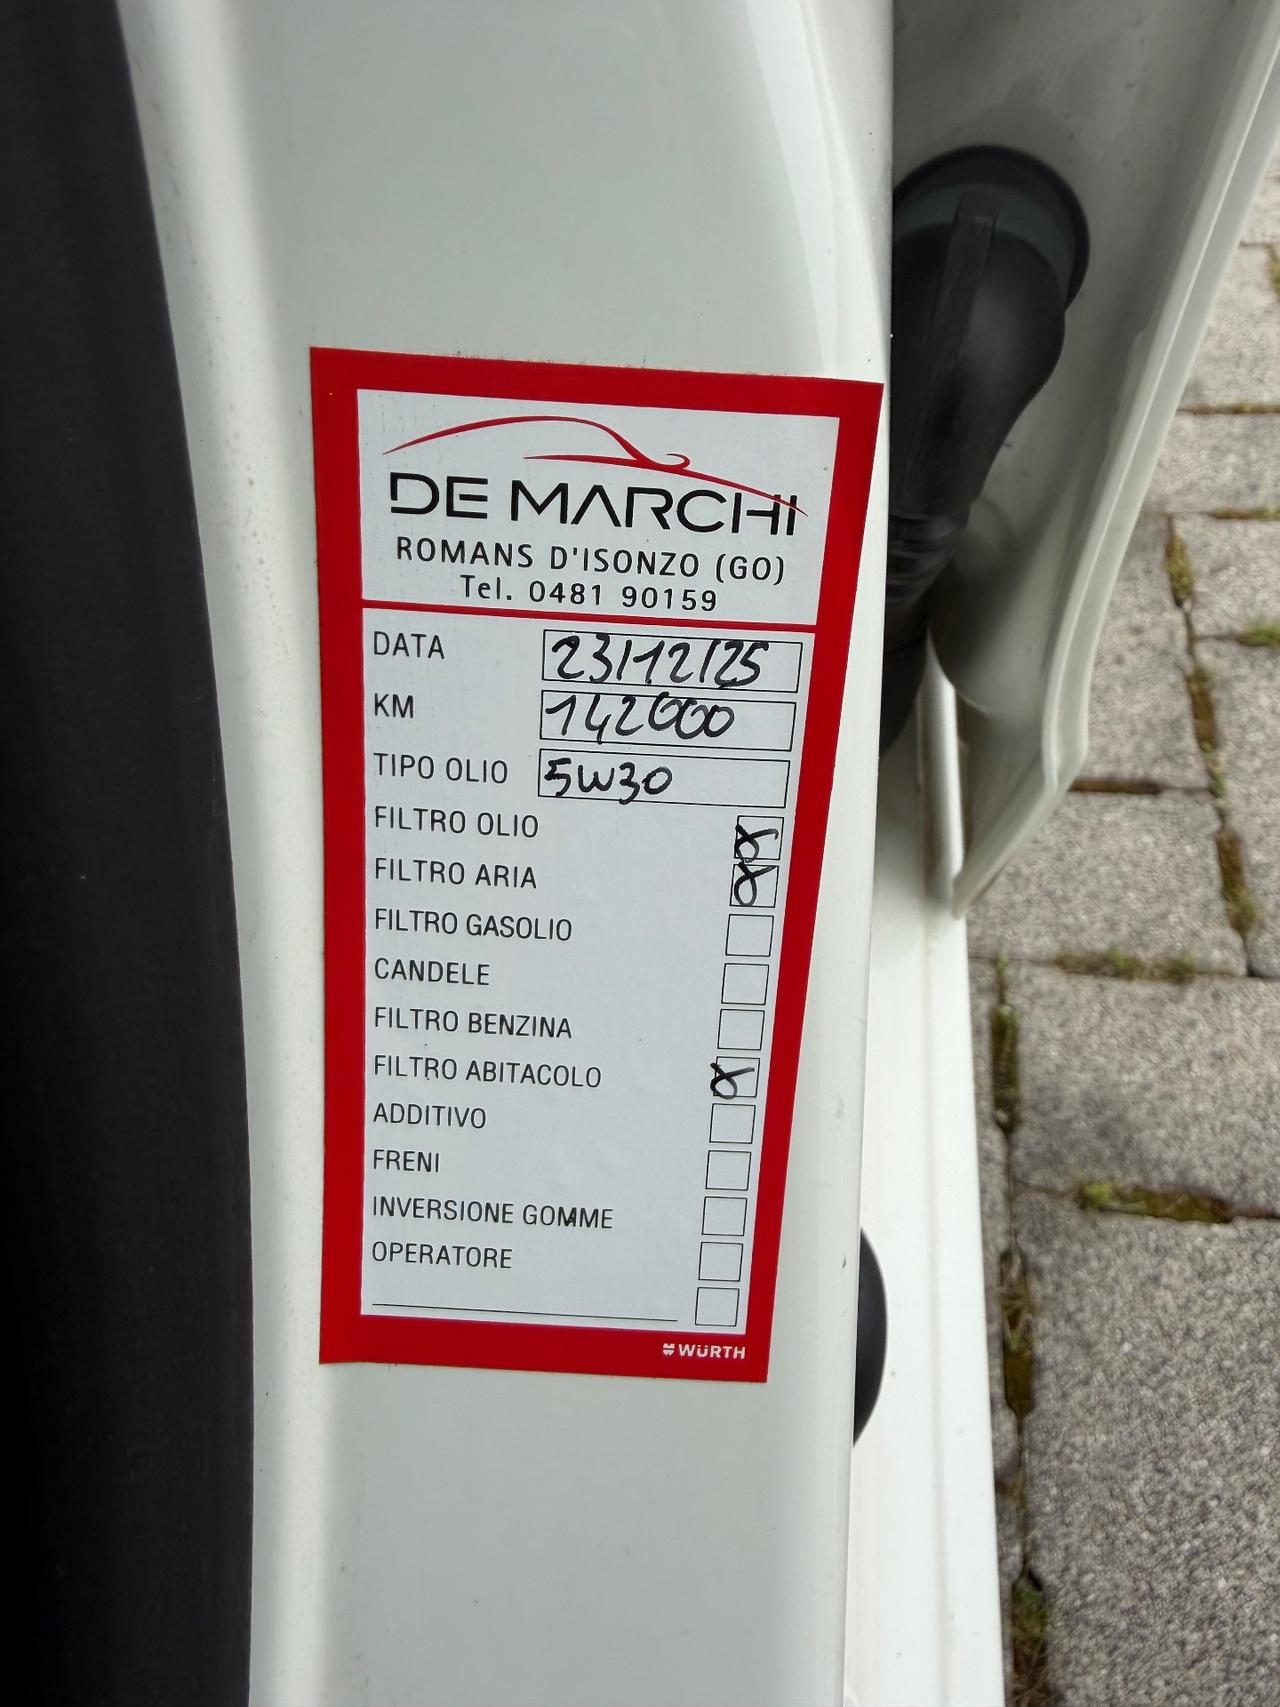 DE MARCHI
ROMANS D'ISONZO (GO)
Tel. 0481 90159
DATA 23/12/25
KM 142000
TIPO OLIO 5W30
FILTRO OLIO
FILTRO ARIA
FILTRO GASOLIO
CANDELE
FILTRO BENZINA
FILTRO ABITACOLO
ADDITIVO
FRENI
INVERSIONE GOMME
OPERATORE
WÜRTH